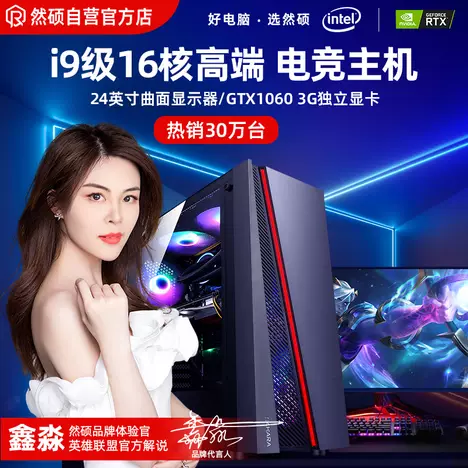 然硕自营官方店
好电脑·选然硕
intel
NVIDIA
GEFORCE
RTX
i9级16核高端 电竞主机
24英寸曲面显示器/GTX1060 3G独立显卡
热销30万台
鑫淼
然硕品牌体验官
英雄联盟官方解说
品牌代言人